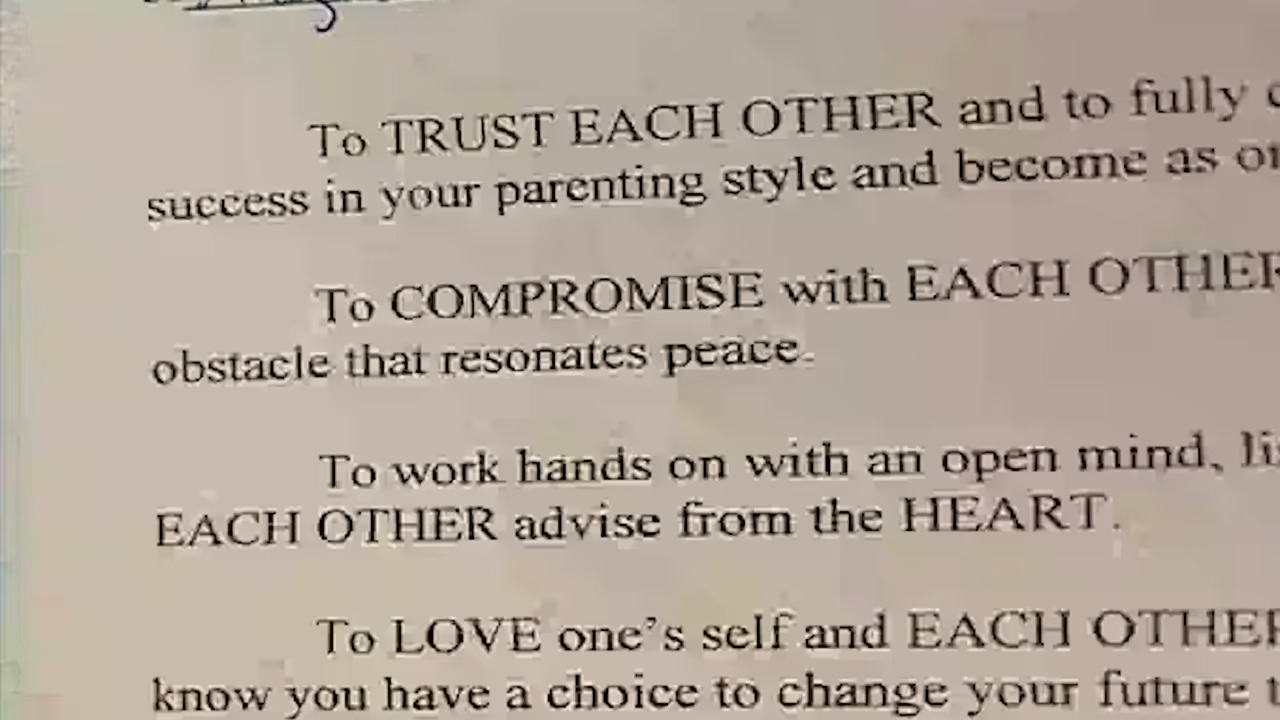 To TRUST EACH OTHER and to fully
success in your parenting style and become as
To COMPROMISE with EACH OTHER
obstacle that resonates peace.
To work hands on with an open mind,
EACH OTHER advise from the HEART.
To LOVE one's self and EACH OTHER
know you have a choice to change your future